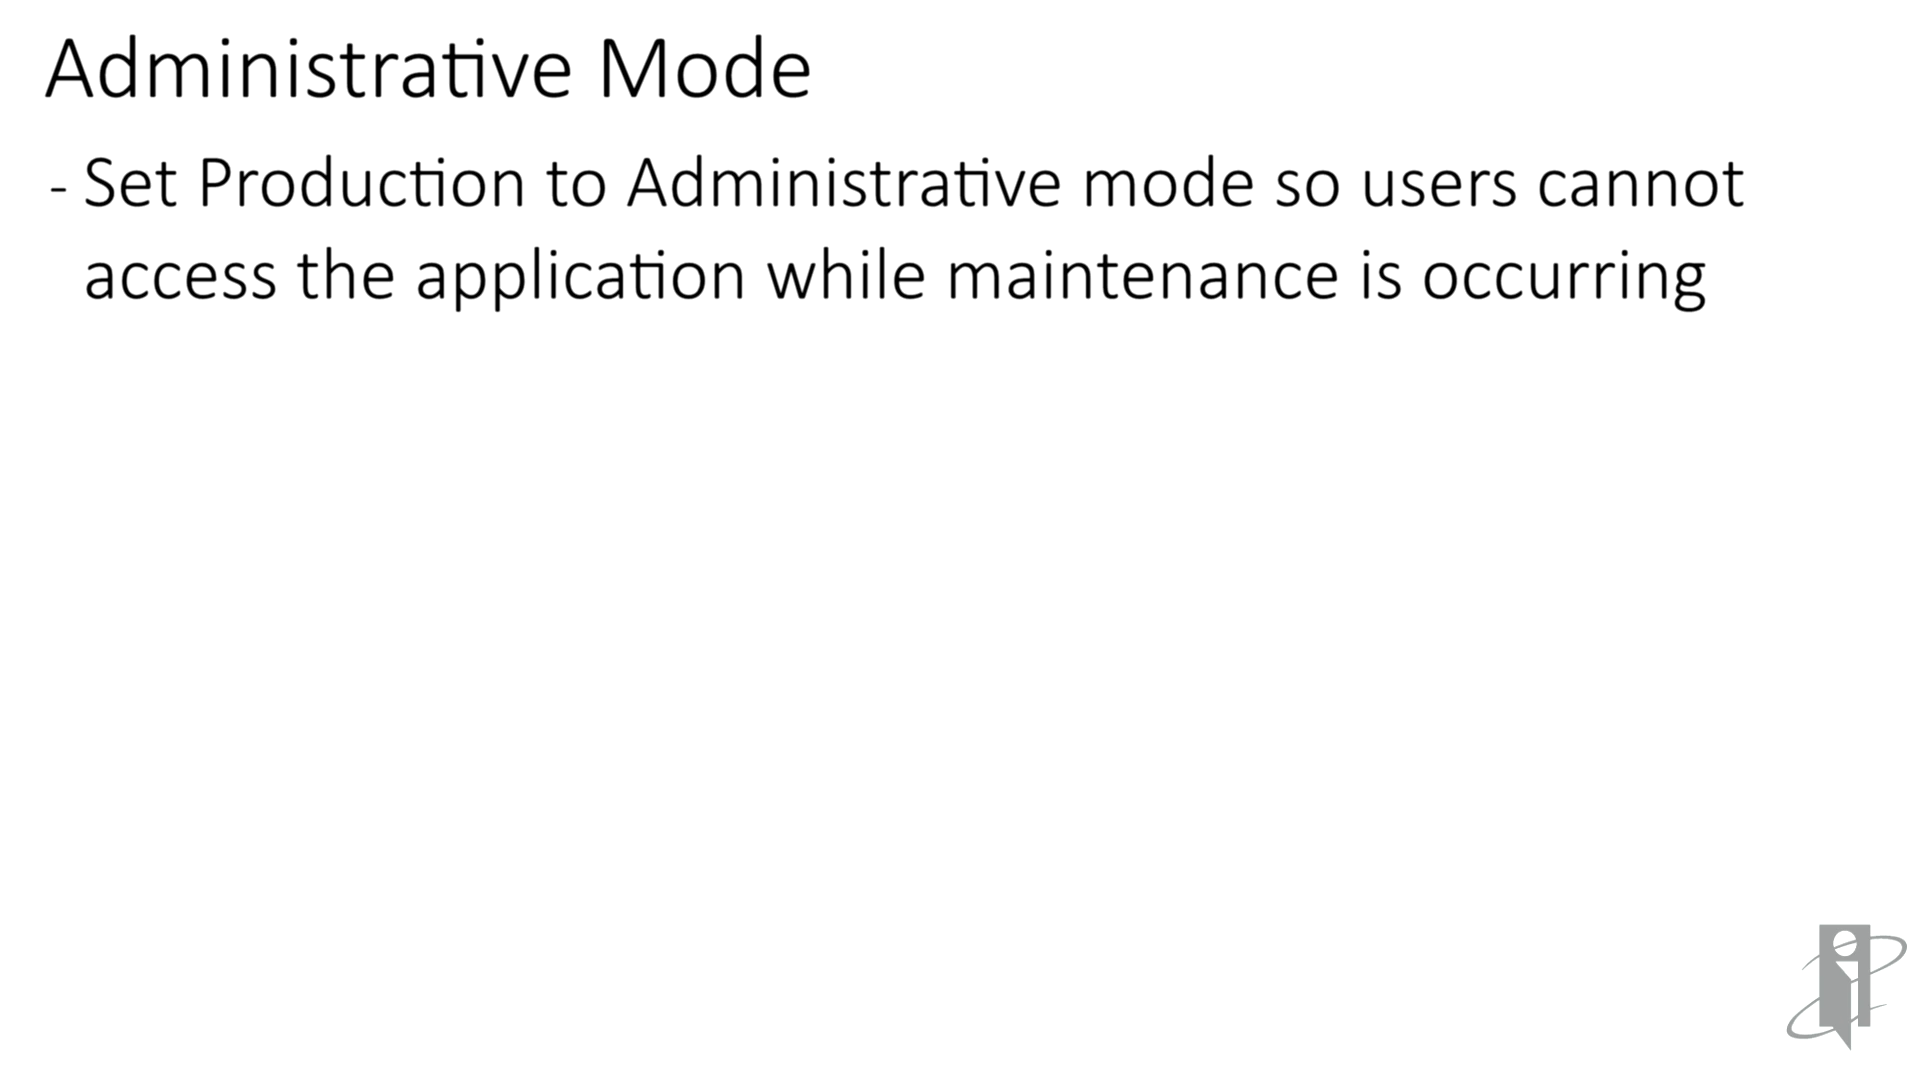 Administrative Mode
- Set Production to Administrative mode so users cannot
access the application while maintenance is occurring